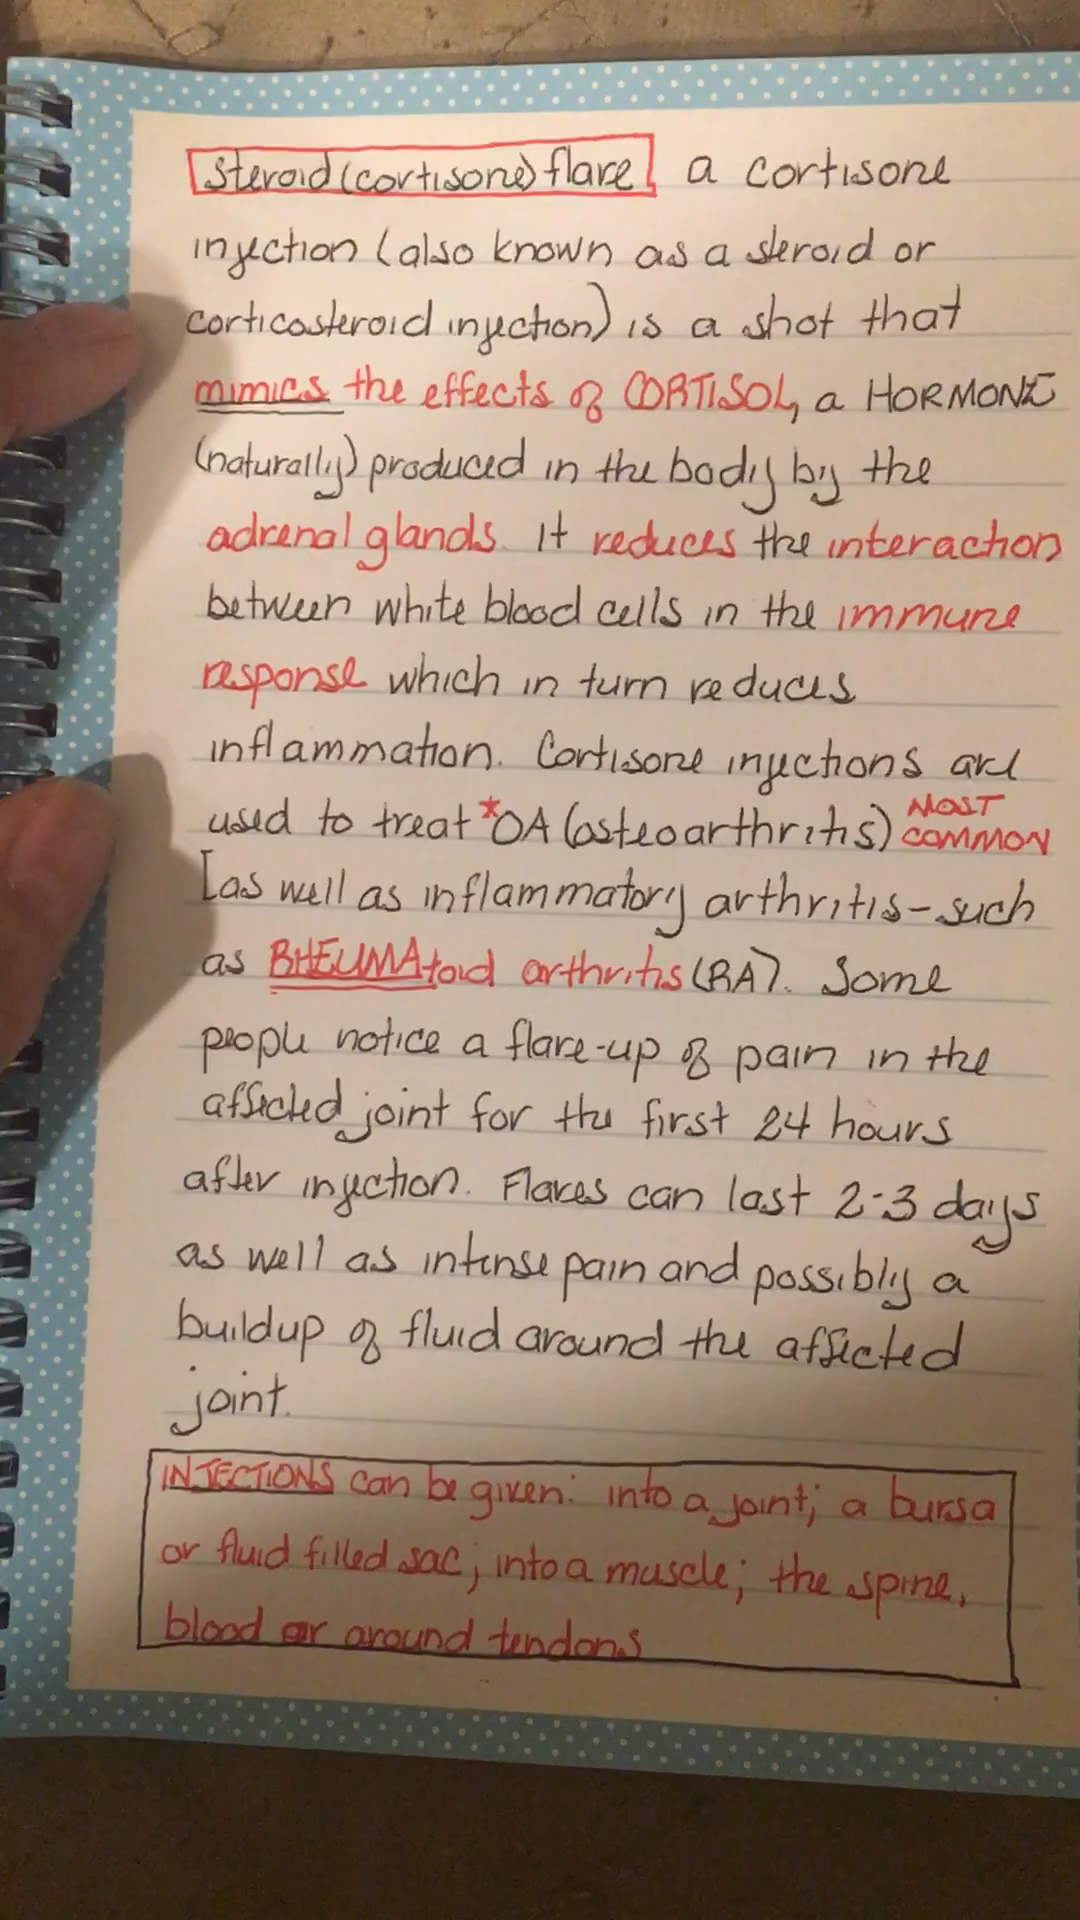 steroid (cortisone) flare a cortisone
injection (also known as a steroid or
corticosteroid injection) is a shot that
mimics the effects of CORTISOL, a HORMONE
(naturally) produced in the body by the
adrenal glands. It reduces the interaction
between white blood cells in the immune
response which in turn reduces
inflammation. Cortisone injections are
used to treat *OA (osteoarthritis) MOST COMMON
[as well as inflammatory arthritis - such
as RHEUMAtoid arthritis (RA)]. Some
people notice a flare-up of pain in the
affected joint for the first 24 hours
after injection. Flares can last 2-3 days
as well as intense pain and possibly a
buildup of fluid around the affected
joint.
INJECTIONS can be given: into a joint; a bursa
or fluid filled sac; into a muscle; the spine,
blood or around tendons